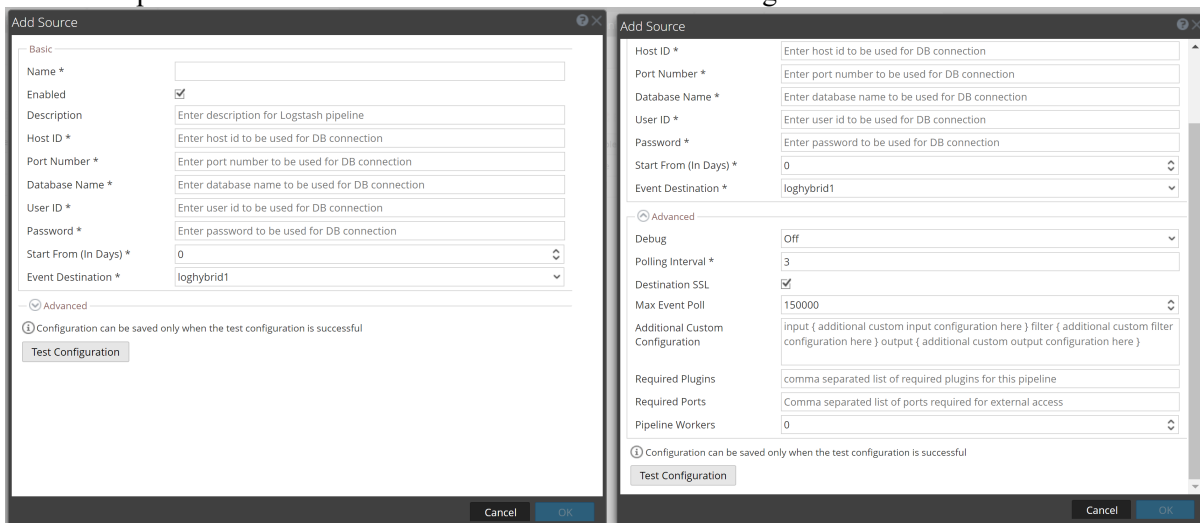 Add Source
Basic
Name *
Enabled
Description Enter description for Logstash pipeline
Host ID * Enter host id to be used for DB connection
Port Number * Enter port number to be used for DB connection
Database Name * Enter database name to be used for DB connection
User ID * Enter user id to be used for DB connection
Password * Enter password to be used for DB connection
Start From (In Days) * 0
Event Destination * loghybrid1
Advanced
Configuration can be saved only when the test configuration is successful
Test Configuration
Cancel OK
Add Source
Host ID * Enter host id to be used for DB connection
Port Number * Enter port number to be used for DB connection
Database Name * Enter database name to be used for DB connection
User ID * Enter user id to be used for DB connection
Password * Enter password to be used for DB connection
Start From (In Days) * 0
Event Destination * loghybrid1
Advanced
Debug Off
Polling Interval * 3
Destination SSL
Max Event Poll 150000
Additional Custom Configuration input { additional custom input configuration here } filter { additional custom filter
configuration here } output { additional custom output configuration here }
Required Plugins comma separated list of required plugins for this pipeline
Required Ports Comma separated list of ports required for external access
Pipeline Workers 0
Configuration can be saved only when the test configuration is successful
Test Configuration
Cancel OK